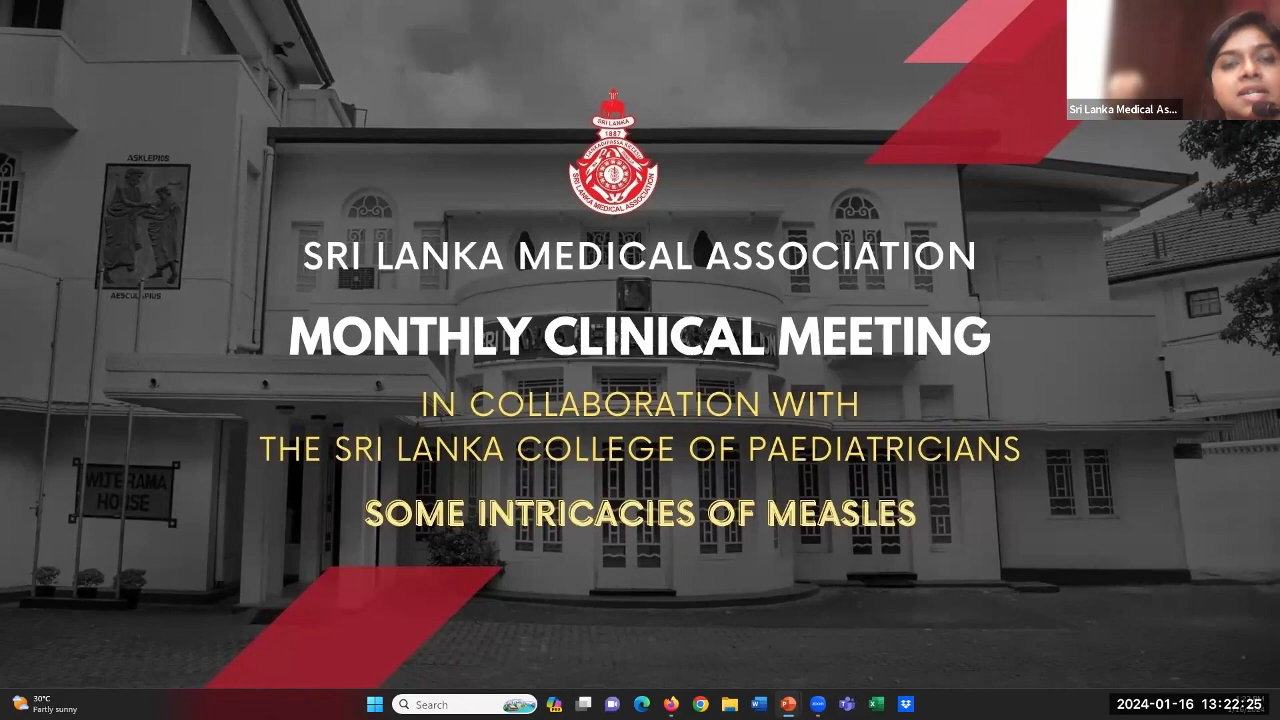 Sri Lanka Medical As...
SRI LANKA
1887
SRI LANKA MEDICAL ASSOCIATION
ASKLEPIOS
SRI LANKA MEDICAL ASSOCIATION
AESCULAPIUS
MONTHLY CLINICAL MEETING
IN COLLABORATION WITH
THE SRI LANKA COLLEGE OF PAEDIATRICIANS
WIJERAMA
HOUSE
SOME INTRICACIES OF MEASLES
30°C
Partly sunny
Search
2024-01-16 13:22:25